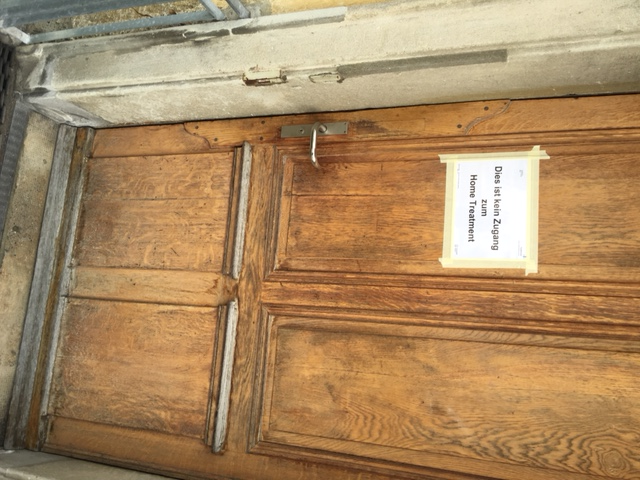 Dies ist kein Zugang
zum
Home Treatment